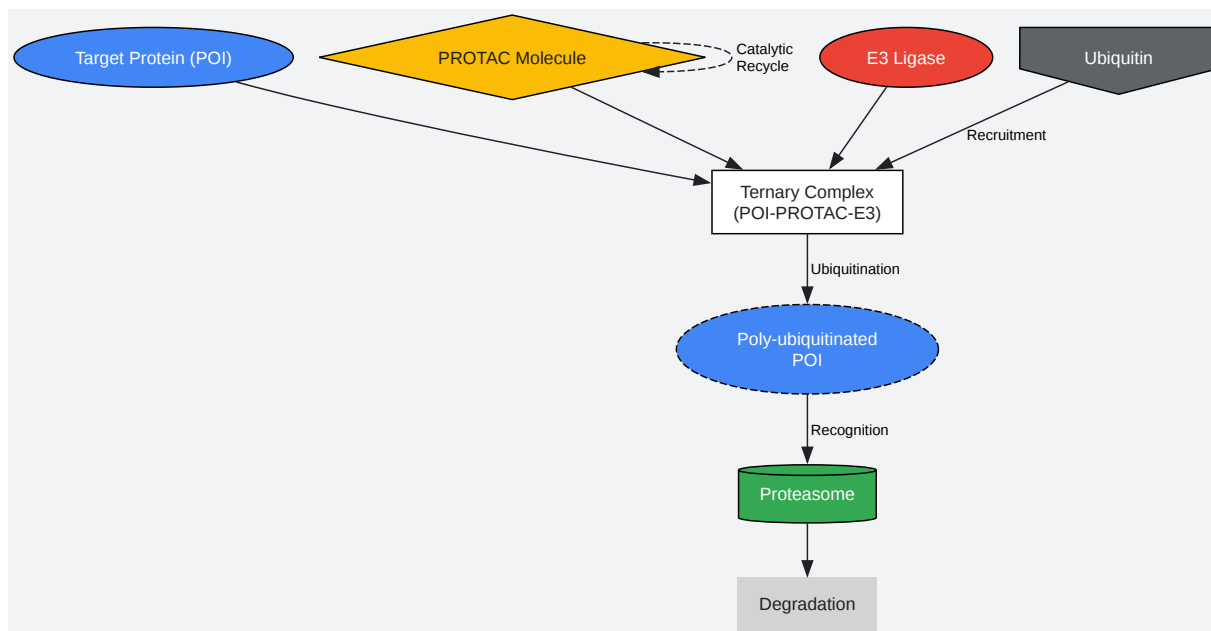 Target Protein (POI)
PROTAC Molecule
Catalytic
Recycle
E3 Ligase
Ubiquitin
Recruitment
Ternary Complex
(POI-PROTAC-E3)
Ubiquitination
Poly-ubiquitinated
POI
Recognition
Proteasome
Degradation